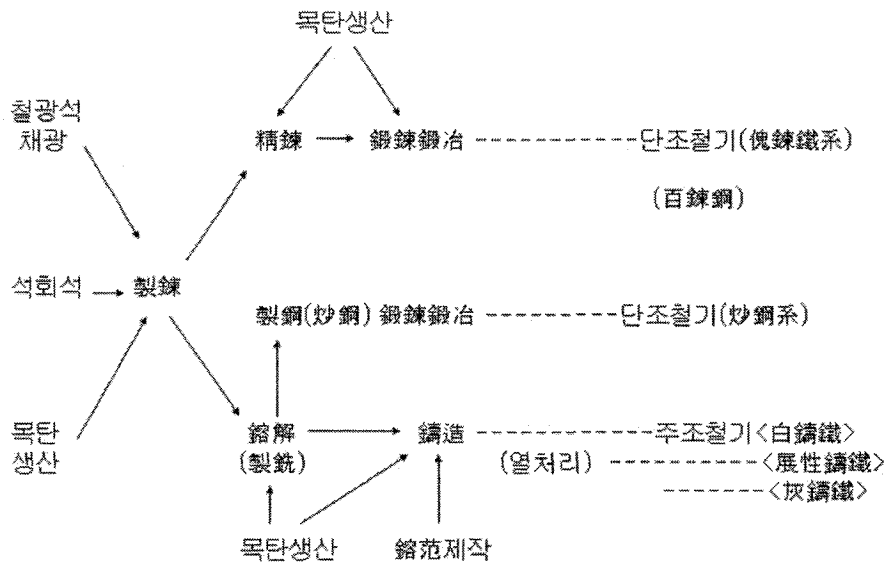 목탄생산
철광석
채광
精鍊 鍛鍊鍛冶 단조철기(傀鍊鐵系)
(百鍊鋼)
석회석 製鍊
製鋼(炒鋼) 鍛鍊鍛冶 단조철기(炒鋼系)
목탄
생산
鎔解 鑄造 주조철기<白鑄鐵>
(製銑) (열처리) <展性鑄鐵>
<灰鑄鐵>
목탄생산 鎔范제작